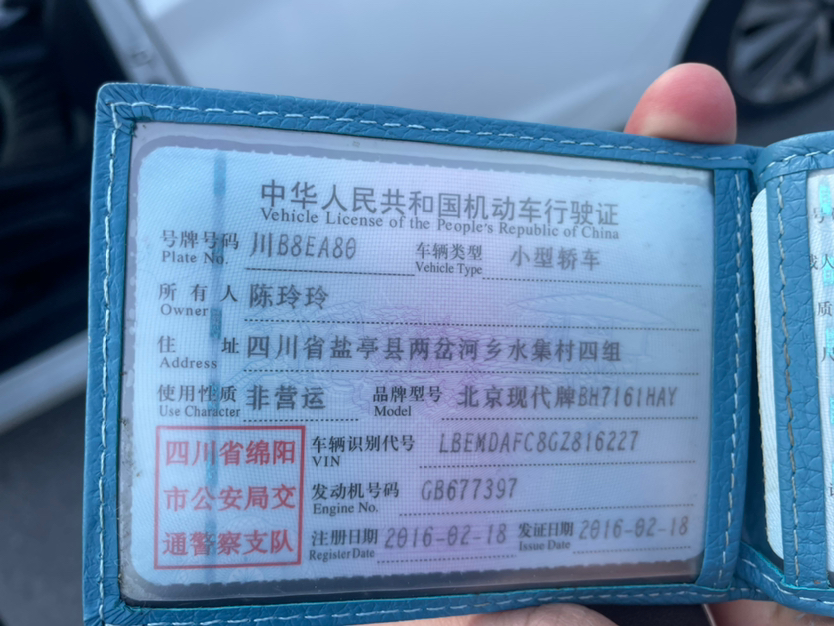 中华人民共和国机动车行驶证
Vehicle License of the People's Republic of China
号牌号码 川B8EA80 车辆类型 小型轿车
Plate No. Vehicle Type
所有人 陈玲玲
Owner
住址 四川省盐亭县两岔河乡水集村四组
Address
使用性质 非营运 品牌型号 北京现代牌BH7161HAY
Use Character Model
四川省绵阳
市公安局交
通警察支队
车辆识别代号 LBEMDAFC8GZ816227
VIN
发动机号码 GB677397
Engine No.
注册日期 2016-02-18 发证日期 2016-02-18
Register Date Issue Date